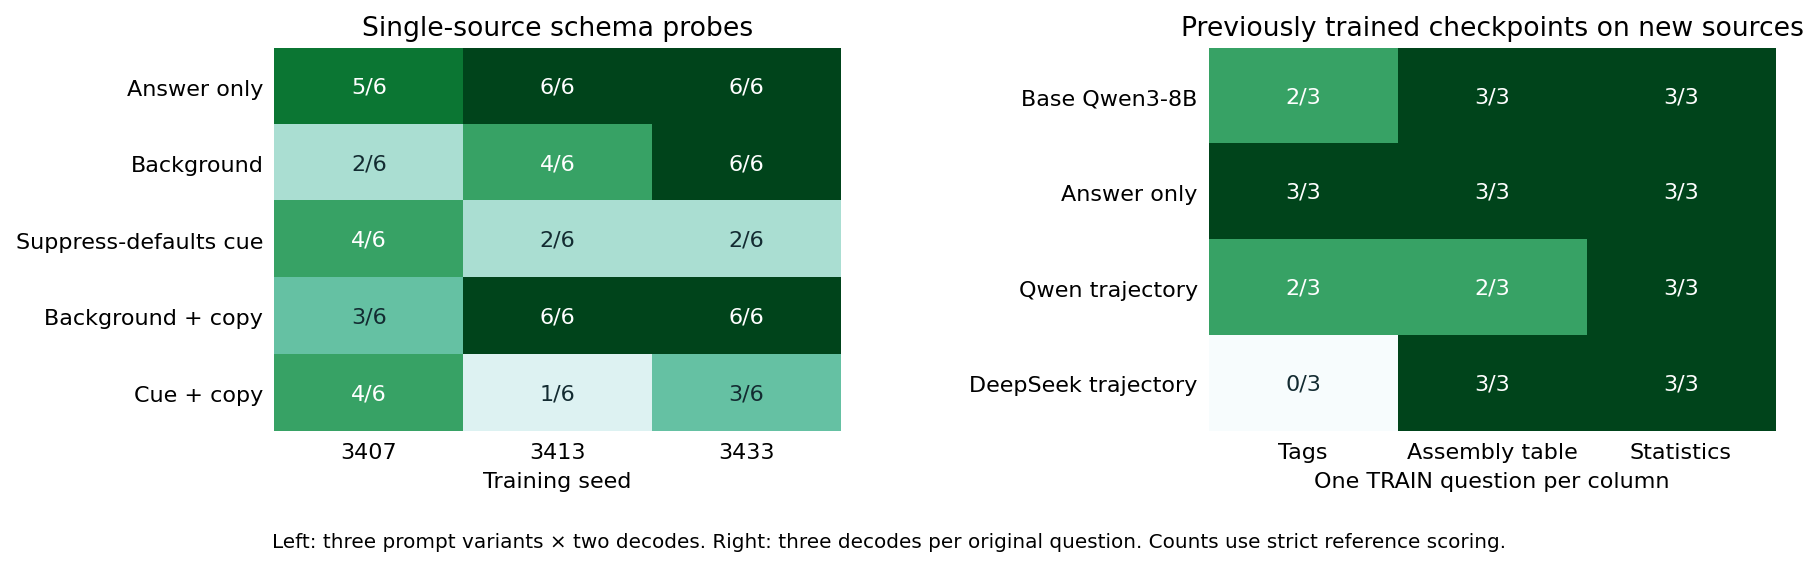 Single-source schema probes
Answer only 5/6 6/6 6/6
Background 2/6 4/6 6/6
Suppress-defaults cue 4/6 2/6 2/6
Background + copy 3/6 6/6 6/6
Cue + copy 4/6 1/6 3/6
3407 3413 3433
Training seed
Previously trained checkpoints on new sources
Base Qwen3-8B 2/3 3/3 3/3
Answer only 3/3 3/3 3/3
Qwen trajectory 2/3 2/3 3/3
DeepSeek trajectory 0/3 3/3 3/3
Tags Assembly table Statistics
One TRAIN question per column
Left: three prompt variants × two decodes. Right: three decodes per original question. Counts use strict reference scoring.